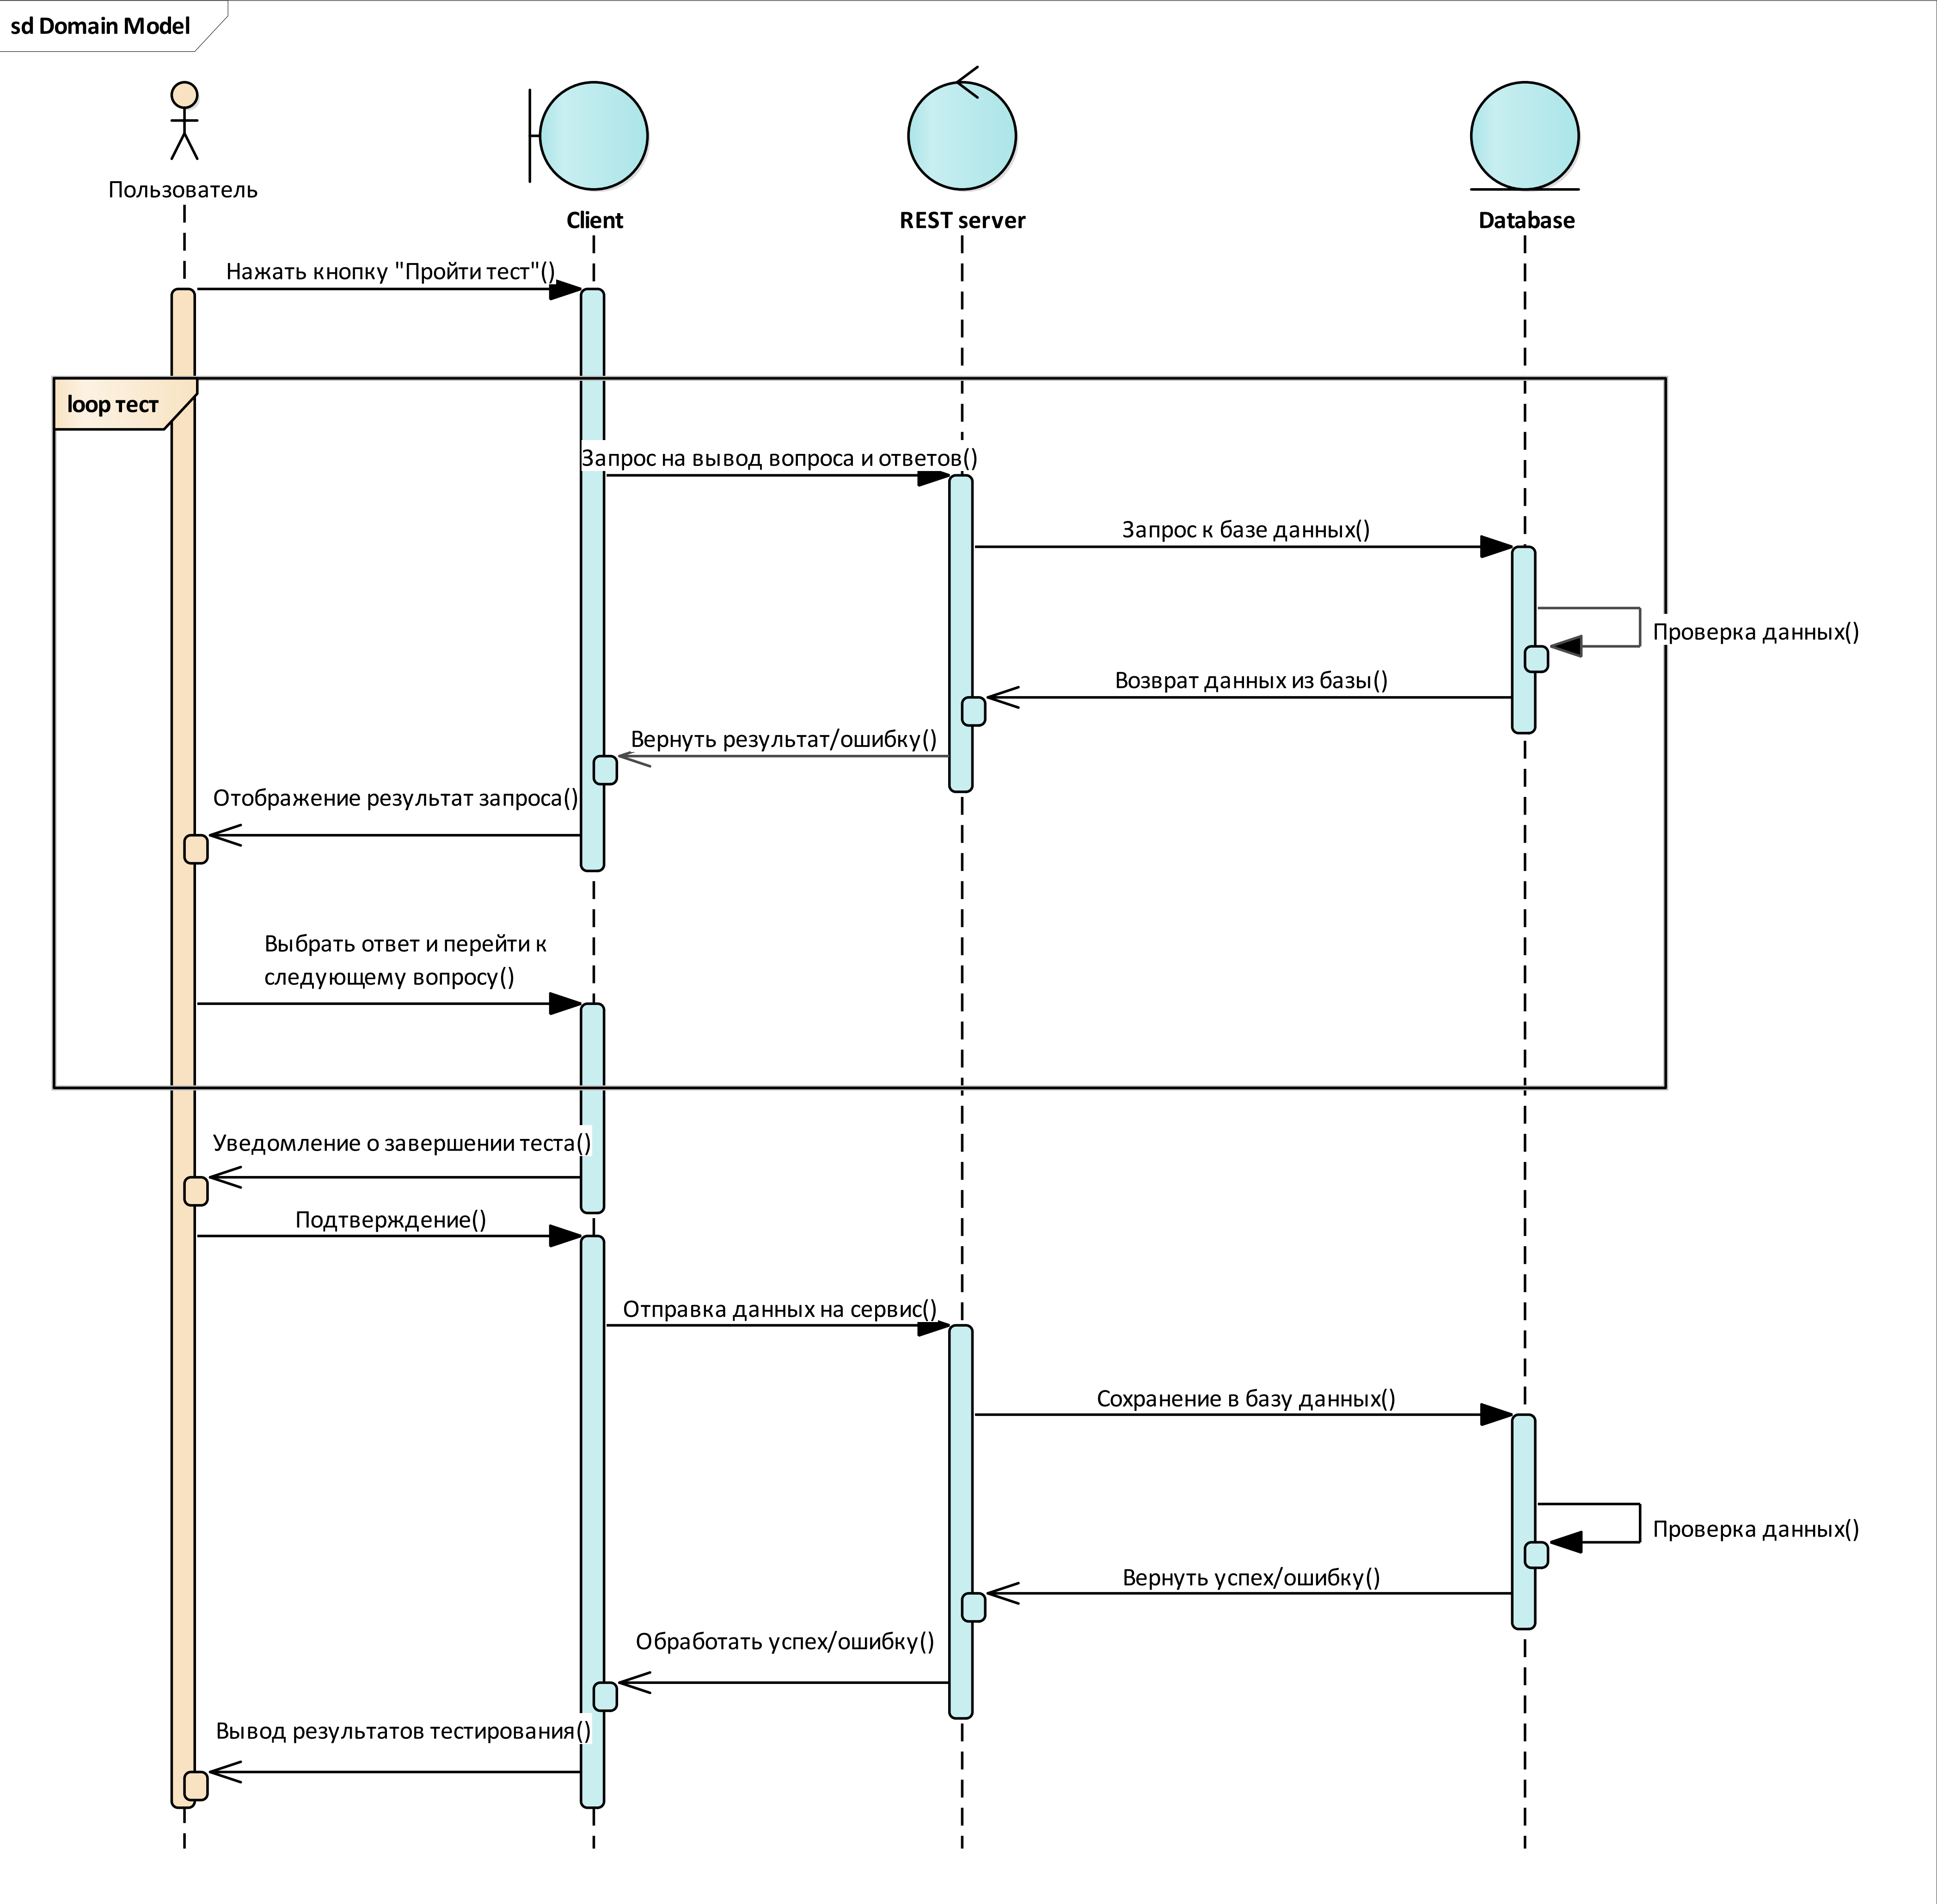 sd Domain Model
Пользователь
Client
REST server
Database
Нажать кнопку "Пройти тест"()
loop тест
Запрос на вывод вопроса и ответов()
Запрос к базе данных()
Проверка данных()
Возврат данных из базы()
Вернуть результат/ошибку()
Отображение результат запроса()
Выбрать ответ и перейти к
следующему вопросу()
Уведомление о завершении теста()
Подтверждение()
Отправка данных на сервис()
Сохранение в базу данных()
Проверка данных()
Вернуть успех/ошибку()
Обработать успех/ошибку()
Вывод результатов тестирования()